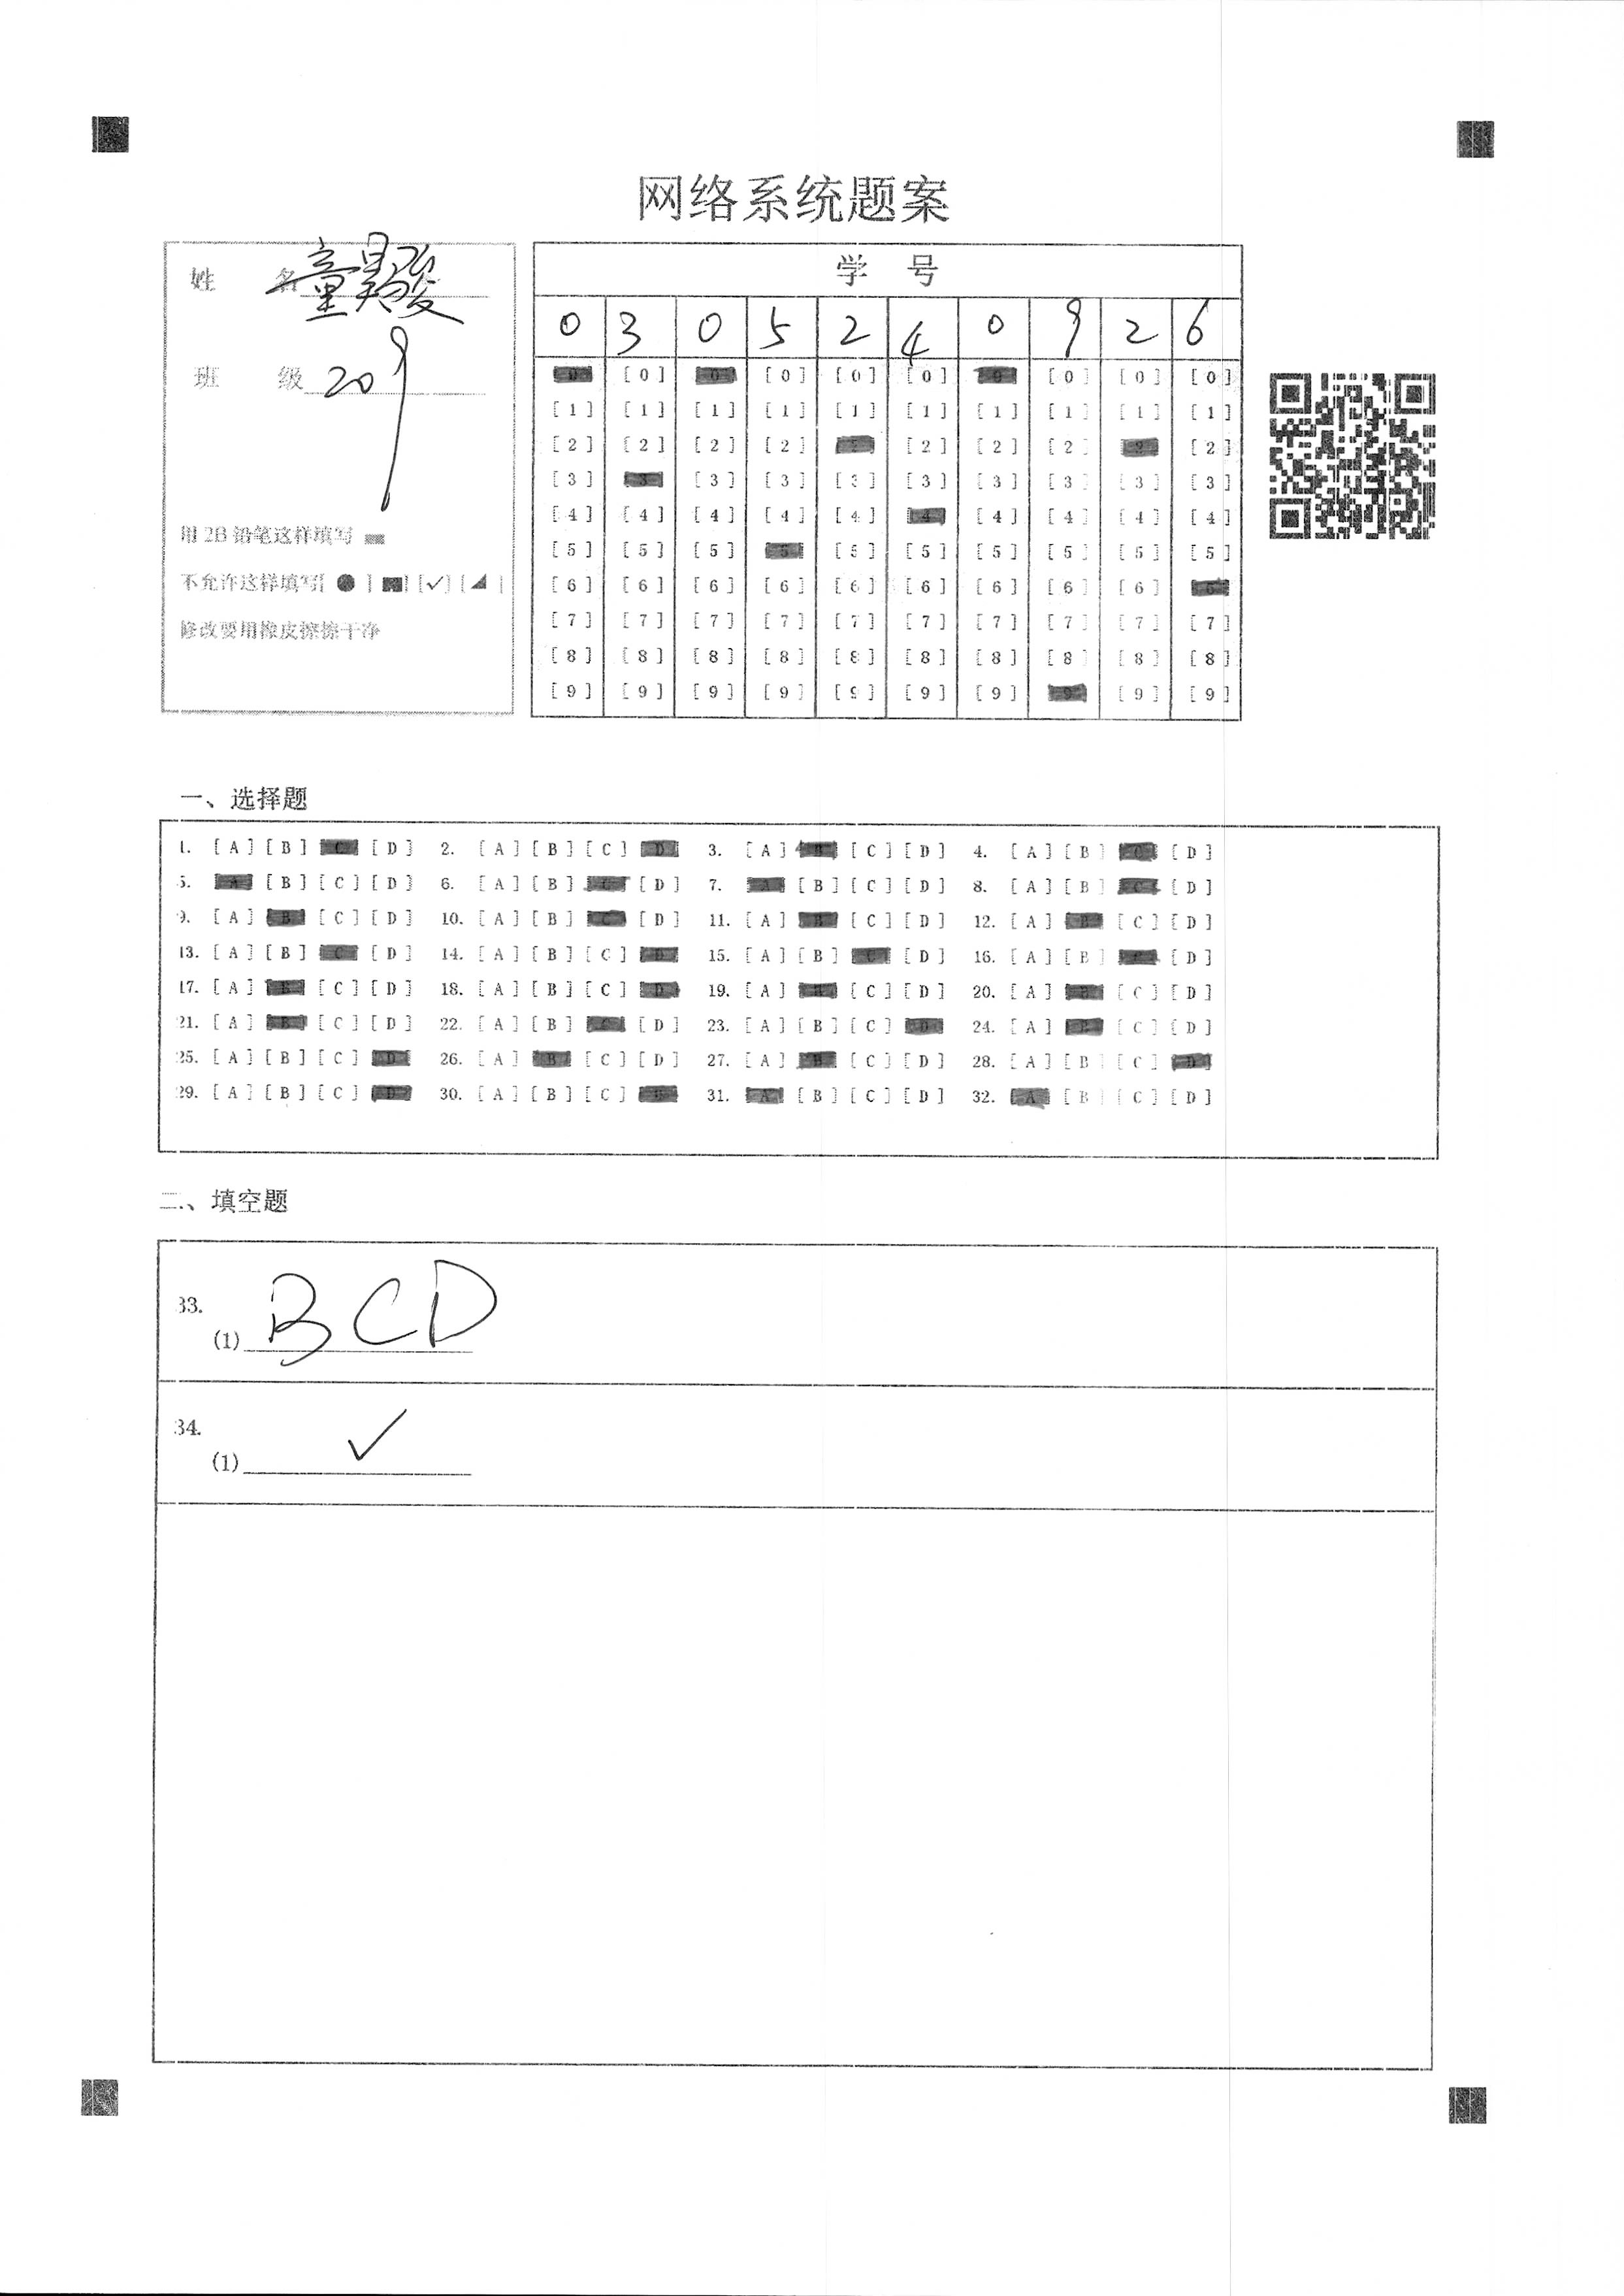 网络系统题案
姓 名
班 级 209
用2B铅笔这样填写
不允许这样填写[ ● ] [■] [✓] [◢ ]
修改要用橡皮擦擦干净
学 号
0 3 0 5 2 4 0 9 2 6
[0] [0] [0] [0] [0] [0] [0] [0] [0] [0]
[1] [1] [1] [1] [1] [1] [1] [1] [1] [1]
[2] [2] [2] [2] [2] [2] [2] [2] [2] [2]
[3] [3] [3] [3] [3] [3] [3] [3] [3] [3]
[4] [4] [4] [4] [4] [4] [4] [4] [4] [4]
[5] [5] [5] [5] [5] [5] [5] [5] [5] [5]
[6] [6] [6] [6] [6] [6] [6] [6] [6] [6]
[7] [7] [7] [7] [7] [7] [7] [7] [7] [7]
[8] [8] [8] [8] [8] [8] [8] [8] [8] [8]
[9] [9] [9] [9] [9] [9] [9] [9] [9] [9]
一、选择题
1. [A] [B] [C] [D] 2. [A] [B] [C] [D] 3. [A] [B] [C] [D] 4. [A] [B] [C] [D]
5. [A] [B] [C] [D] 6. [A] [B] [C] [D] 7. [A] [B] [C] [D] 8. [A] [B] [C] [D]
9. [A] [B] [C] [D] 10. [A] [B] [C] [D] 11. [A] [B] [C] [D] 12. [A] [B] [C] [D]
13. [A] [B] [C] [D] 14. [A] [B] [C] [D] 15. [A] [B] [C] [D] 16. [A] [B] [C] [D]
17. [A] [B] [C] [D] 18. [A] [B] [C] [D] 19. [A] [B] [C] [D] 20. [A] [B] [C] [D]
21. [A] [B] [C] [D] 22. [A] [B] [C] [D] 23. [A] [B] [C] [D] 24. [A] [B] [C] [D]
25. [A] [B] [C] [D] 26. [A] [B] [C] [D] 27. [A] [B] [C] [D] 28. [A] [B] [C] [D]
29. [A] [B] [C] [D] 30. [A] [B] [C] [D] 31. [A] [B] [C] [D] 32. [A] [B] [C] [D]
二、填空题
33.
(1) BCD
34.
(1) ✓